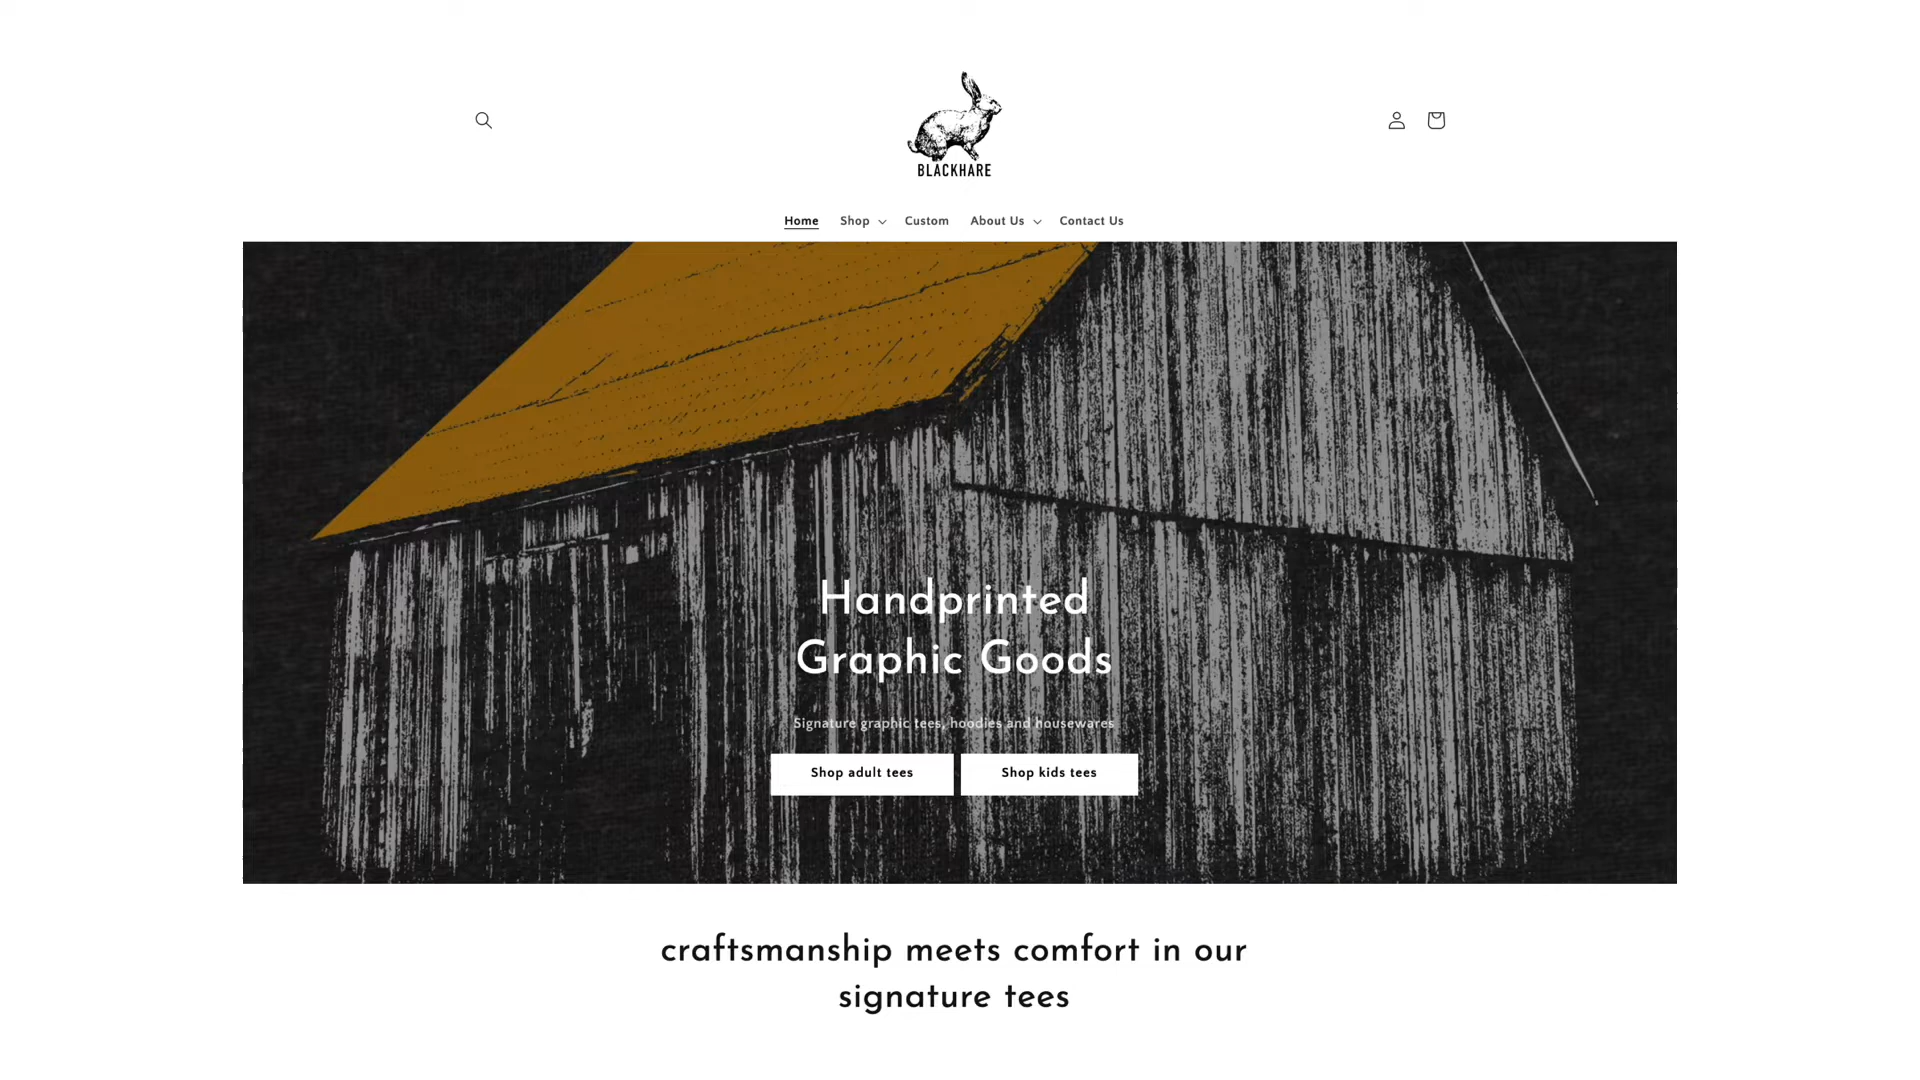 BLACKHARE
Home Shop Custom About Us Contact Us
Handprinted
Graphic Goods
Signature graphic tees, hoodies and housewares
Shop adult tees Shop kids tees
craftsmanship meets comfort in our
signature tees